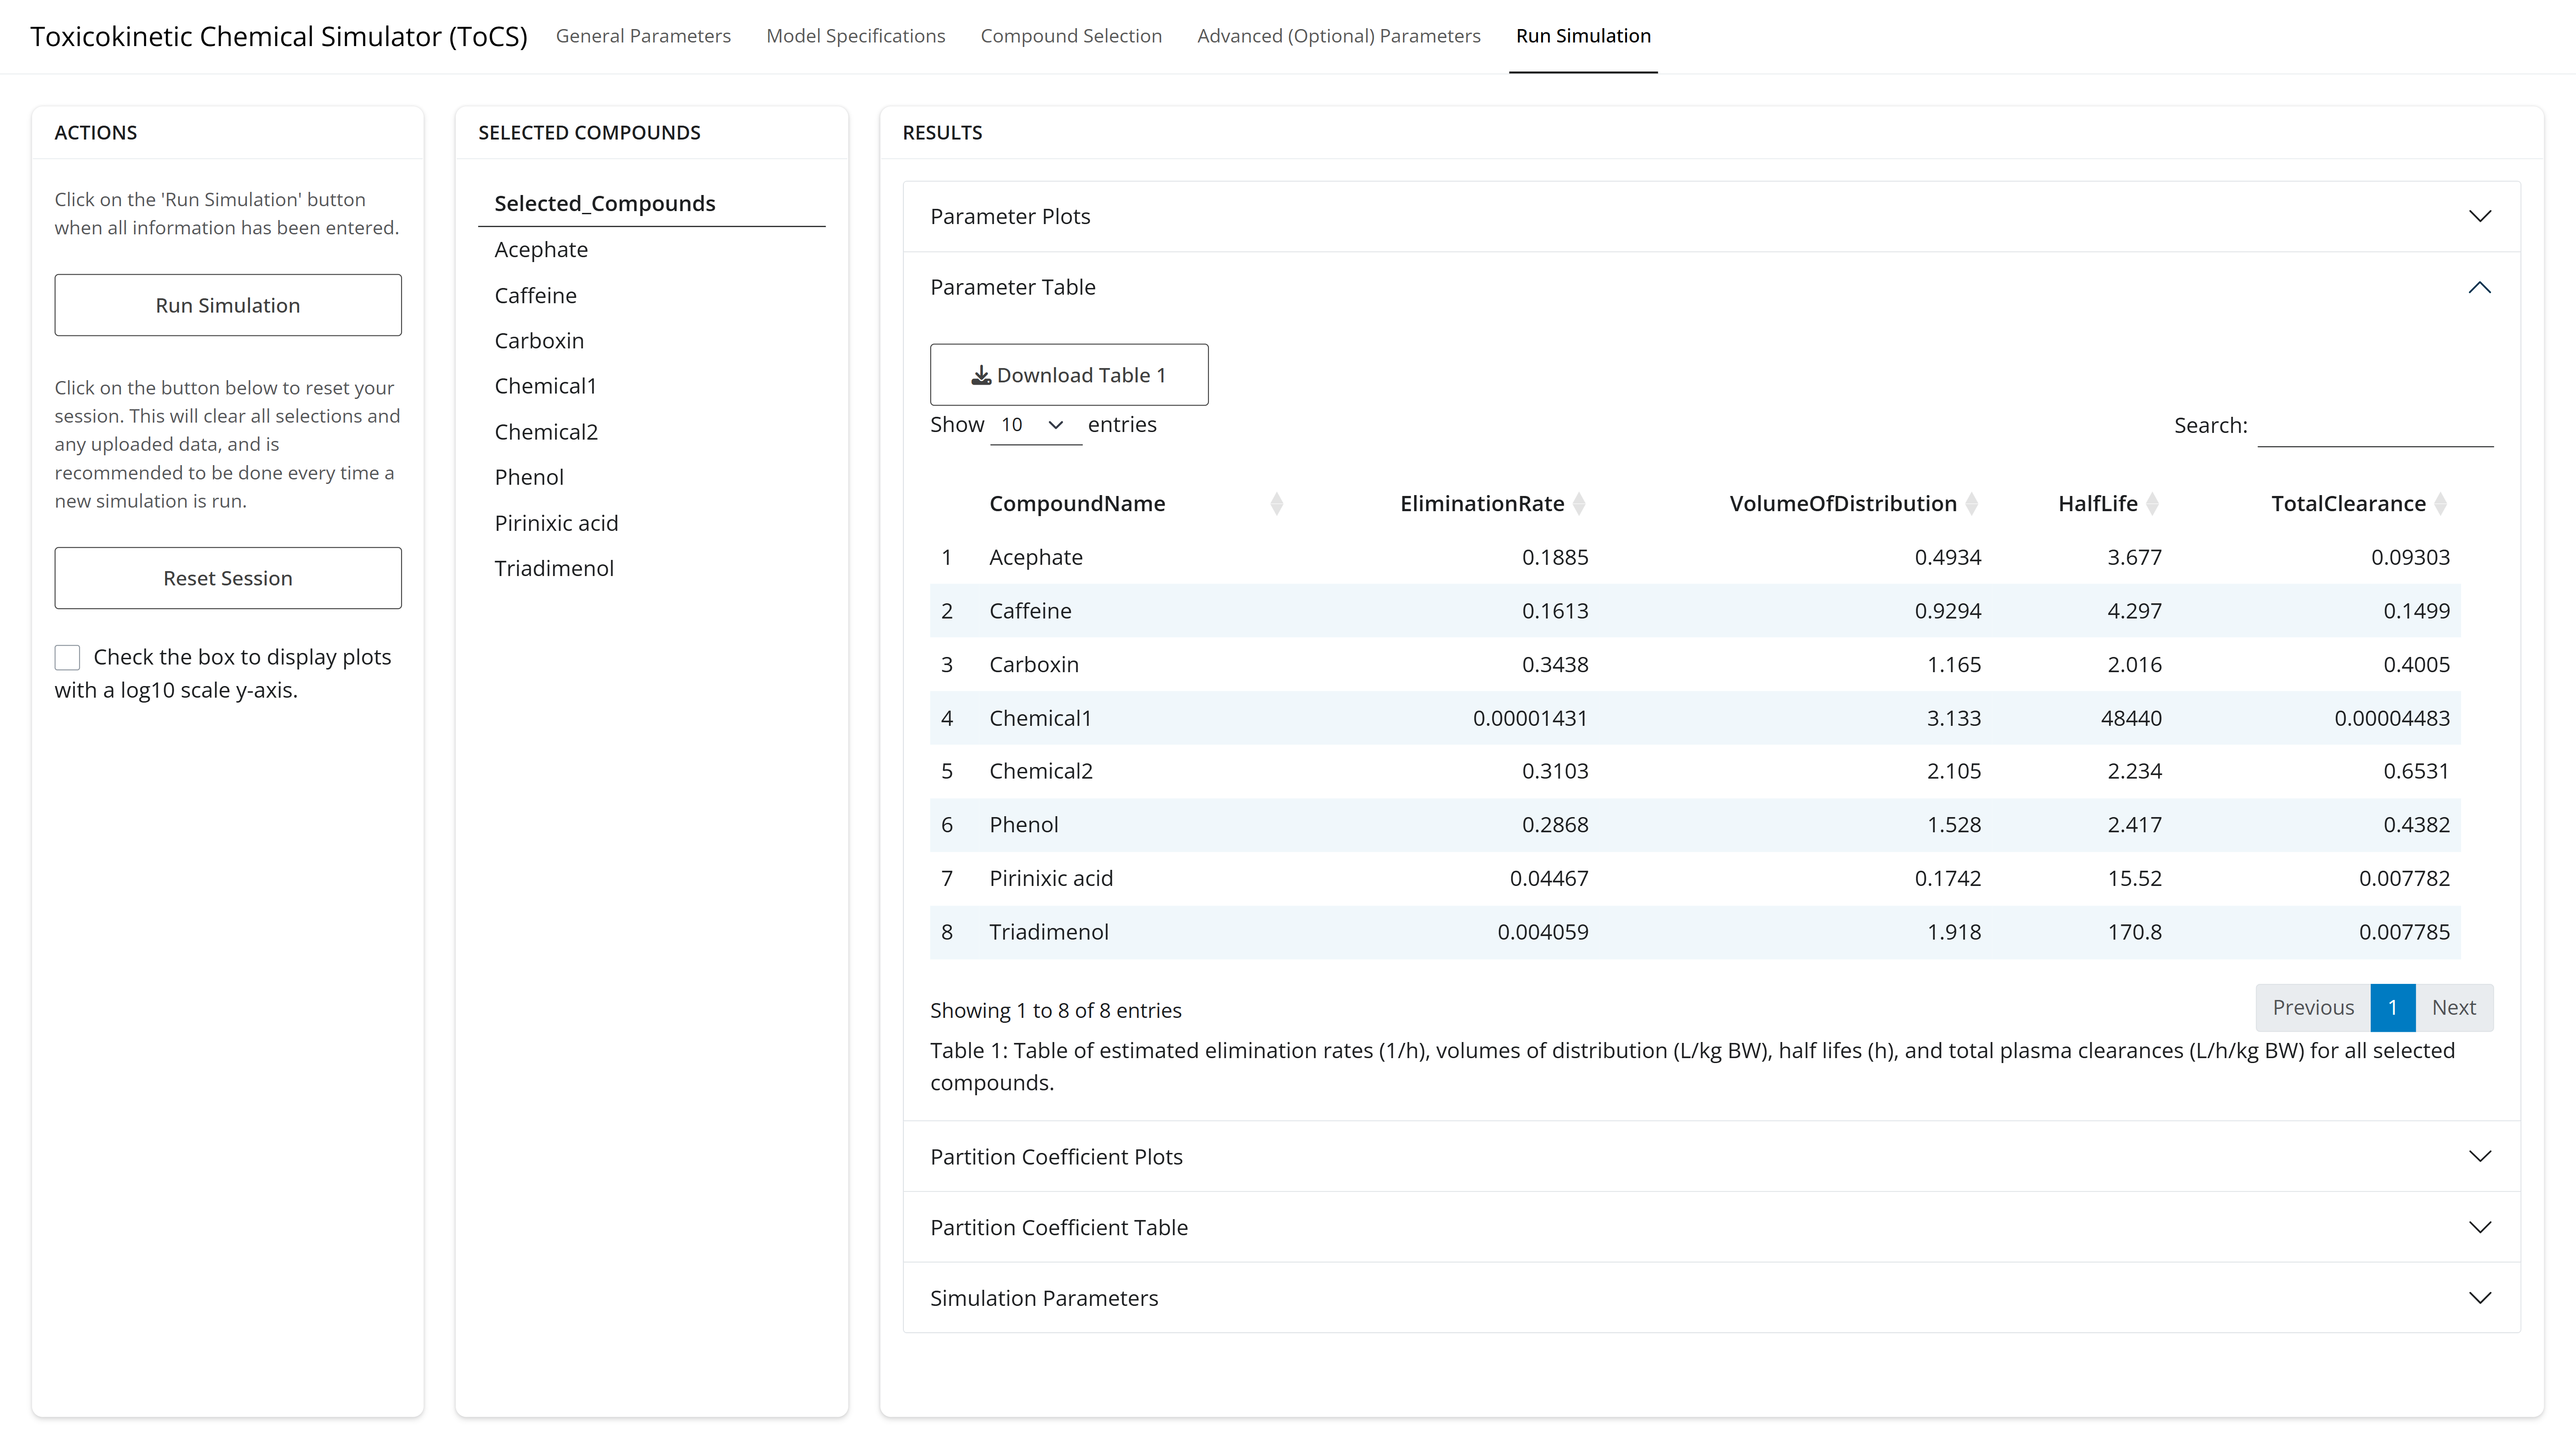 Toxicokinetic Chemical Simulator (ToCS) General Parameters Model Specifications Compound Selection Advanced (Optional) Parameters Run Simulation
ACTIONS
Click on the 'Run Simulation' button
when all information has been entered.
Run Simulation
Click on the button below to reset your
session. This will clear all selections and
any uploaded data, and is
recommended to be done every time a
new simulation is run.
Reset Session
Check the box to display plots
with a log10 scale y-axis.
SELECTED COMPOUNDS
Selected_Compounds
Acephate
Caffeine
Carboxin
Chemical1
Chemical2
Phenol
Pirinixic acid
Triadimenol
RESULTS
Parameter Plots
Parameter Table
Download Table 1
Show 10 entries Search:
CompoundName EliminationRate VolumeOfDistribution HalfLife TotalClearance
1 Acephate 0.1885 0.4934 3.677 0.09303
2 Caffeine 0.1613 0.9294 4.297 0.1499
3 Carboxin 0.3438 1.165 2.016 0.4005
4 Chemical1 0.00001431 3.133 48440 0.00004483
5 Chemical2 0.3103 2.105 2.234 0.6531
6 Phenol 0.2868 1.528 2.417 0.4382
7 Pirinixic acid 0.04467 0.1742 15.52 0.007782
8 Triadimenol 0.004059 1.918 170.8 0.007785
Showing 1 to 8 of 8 entries Previous 1 Next
Table 1: Table of estimated elimination rates (1/h), volumes of distribution (L/kg BW), half lifes (h), and total plasma clearances (L/h/kg BW) for all selected
compounds.
Partition Coefficient Plots
Partition Coefficient Table
Simulation Parameters